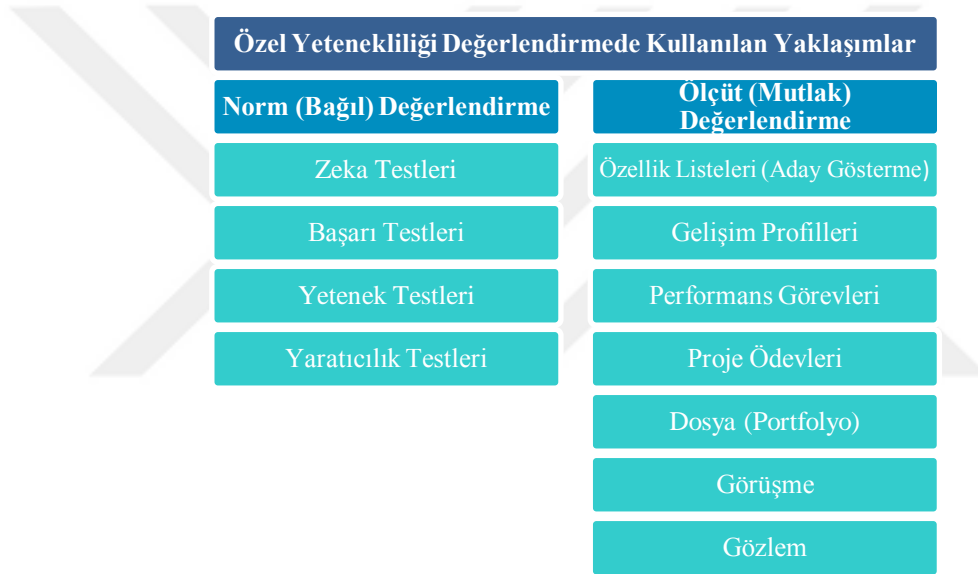 Özel Yetenekliliği Değerlendirmede Kullanılan Yaklaşımlar
Norm (Bağıl) Değerlendirme
Zeka Testleri
Başarı Testleri
Yetenek Testleri
Yaratıcılık Testleri
Ölçüt (Mutlak)
Değerlendirme
Özellik Listeleri (Aday Gösterme)
Gelişim Profilleri
Performans Görevleri
Proje Ödevleri
Dosya (Portfolyo)
Görüşme
Gözlem